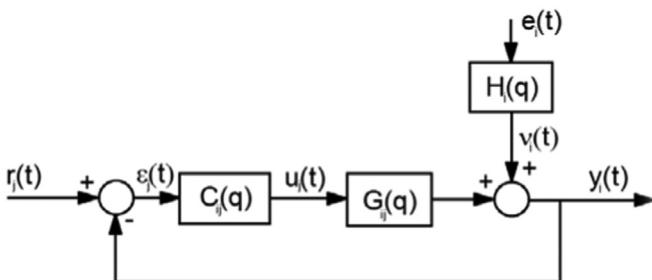 e_i(t)
H_i(q)
ν_i(t)
r_j(t) + ε_j(t) C_ij(q) u_j(t) G_ij(q) + + y_i(t)
-